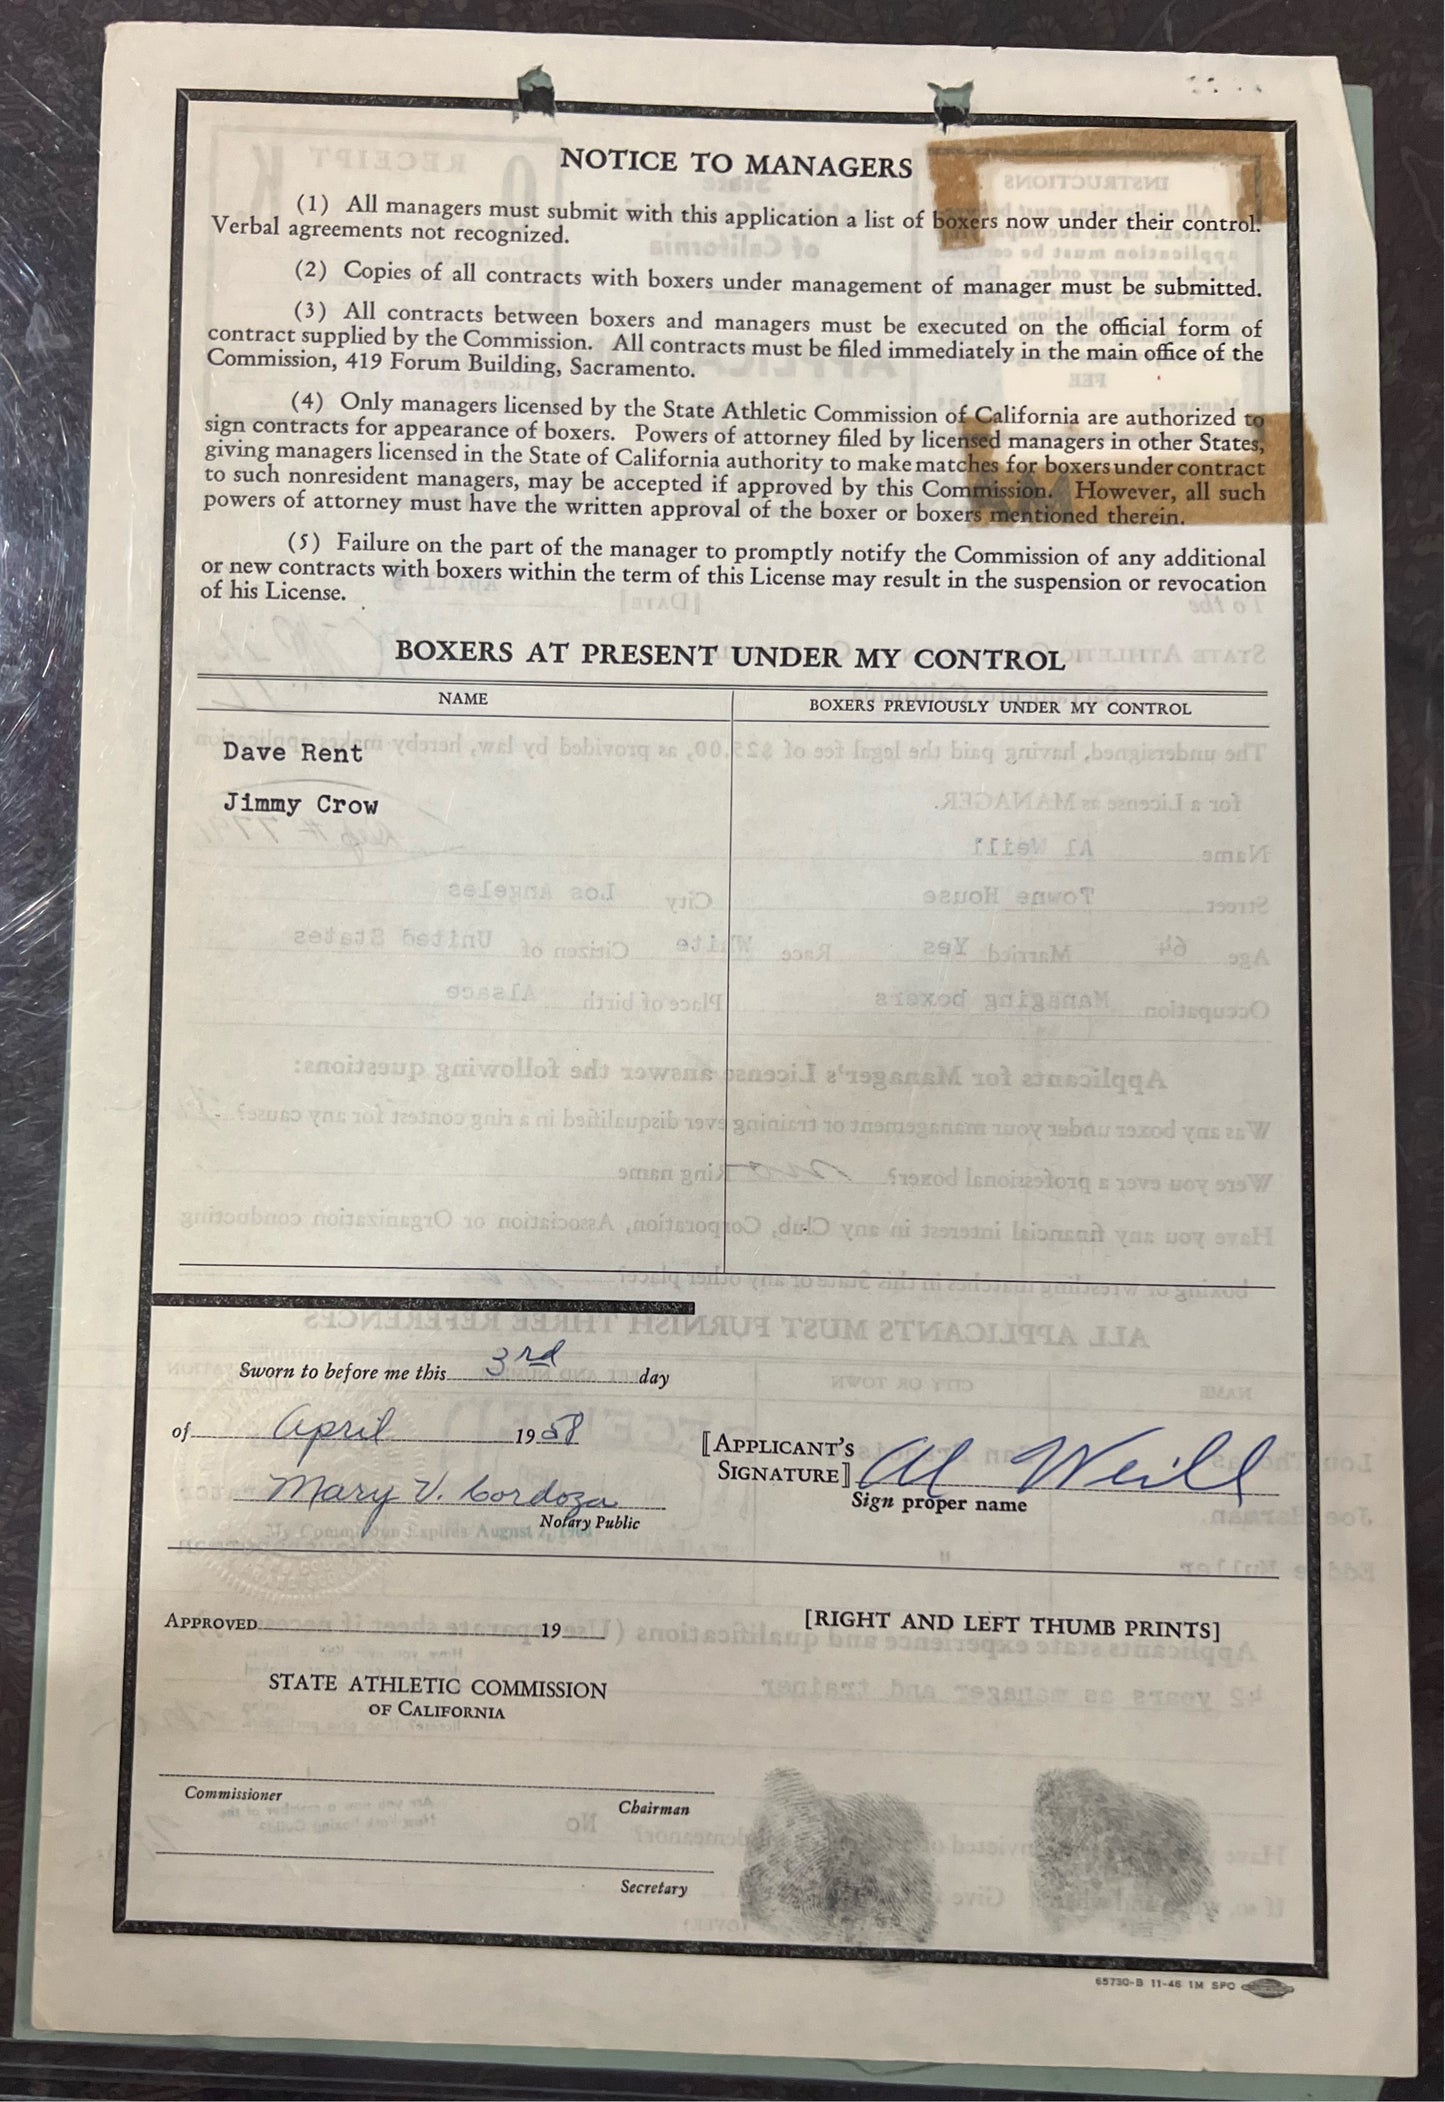 NOTICE TO MANAGERS
(1) All managers must submit with this application a list of boxers now under their control.
Verbal agreements not recognized.
(2) Copies of all contracts with boxers under management of manager must be submitted.
(3) All contracts between boxers and managers must be executed on the official form of
contract supplied by the Commission. All contracts must be filed immediately in the main office of the
Commission, 419 Forum Building, Sacramento.
(4) Only managers licensed by the State Athletic Commission of California are authorized to
sign contracts for appearance of boxers. Powers of attorney filed by licensed managers in other States,
giving managers licensed in the State of California authority to make matches for boxers under contract
to such nonresident managers, may be accepted if approved by this Commission. However, all such
powers of attorney must have the written approval of the boxer or boxers mentioned therein.
(5) Failure on the part of the manager to promptly notify the Commission of any additional
or new contracts with boxers within the term of this License may result in the suspension or revocation
of his License.
BOXERS AT PRESENT UNDER MY CONTROL
NAME BOXERS PREVIOUSLY UNDER MY CONTROL
Dave Rent
Jimmy Crow
Sworn to before me this 3rd day
of April 1958
[APPLICANT'S
SIGNATURE] Al Weill
Sign proper name
Mary V. Cordoza
Notary Public
My Commission Expires August
APPROVED 19
[RIGHT AND LEFT THUMB PRINTS]
STATE ATHLETIC COMMISSION
OF CALIFORNIA
Commissioner
Chairman
Secretary
65730-B 11-46 1M SPO